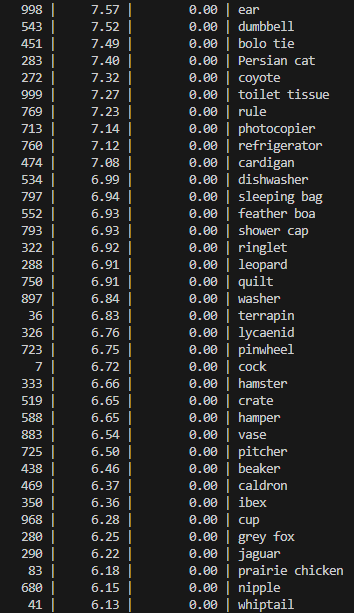 998 | 7.57 | 0.00 | ear
543 | 7.52 | 0.00 | dumbbell
451 | 7.49 | 0.00 | bolo tie
283 | 7.40 | 0.00 | Persian cat
272 | 7.32 | 0.00 | coyote
999 | 7.27 | 0.00 | toilet tissue
769 | 7.23 | 0.00 | rule
713 | 7.14 | 0.00 | photocopier
760 | 7.12 | 0.00 | refrigerator
474 | 7.08 | 0.00 | cardigan
534 | 6.99 | 0.00 | dishwasher
797 | 6.94 | 0.00 | sleeping bag
552 | 6.93 | 0.00 | feather boa
793 | 6.93 | 0.00 | shower cap
322 | 6.92 | 0.00 | ringlet
288 | 6.91 | 0.00 | leopard
750 | 6.91 | 0.00 | quilt
897 | 6.84 | 0.00 | washer
36 | 6.83 | 0.00 | terrapin
326 | 6.76 | 0.00 | lycaenid
723 | 6.75 | 0.00 | pinwheel
7 | 6.72 | 0.00 | cock
333 | 6.66 | 0.00 | hamster
519 | 6.65 | 0.00 | crate
588 | 6.65 | 0.00 | hamper
883 | 6.54 | 0.00 | vase
725 | 6.50 | 0.00 | pitcher
438 | 6.46 | 0.00 | beaker
469 | 6.37 | 0.00 | caldron
350 | 6.36 | 0.00 | ibex
968 | 6.28 | 0.00 | cup
280 | 6.25 | 0.00 | grey fox
290 | 6.22 | 0.00 | jaguar
83 | 6.18 | 0.00 | prairie chicken
680 | 6.15 | 0.00 | nipple
41 | 6.13 | 0.00 | whiptail